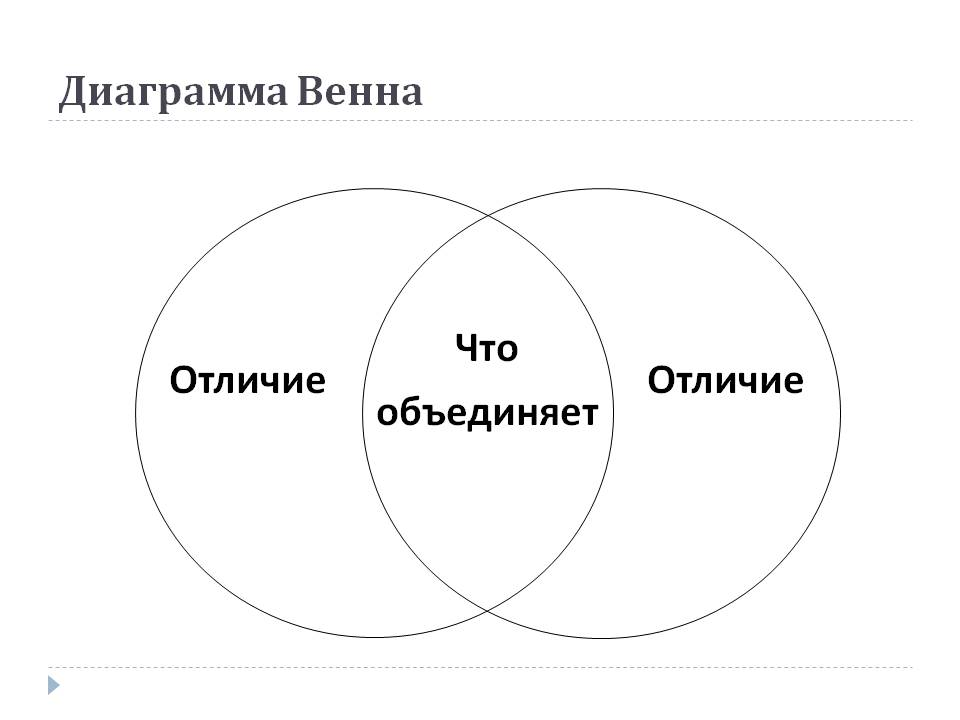 Диаграмма Венна
Отличие
Что
объединяет
Отличие